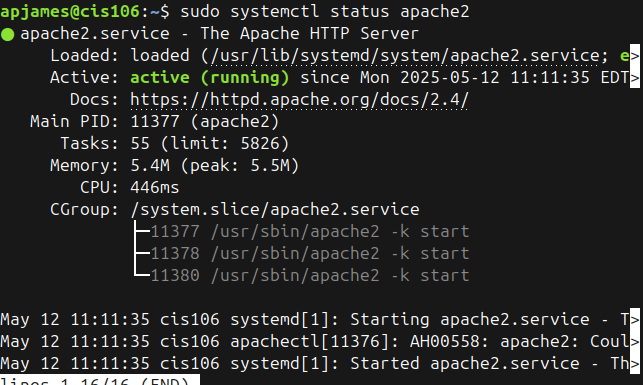 apjames@cis106:~$ sudo systemctl status apache2
● apache2.service - The Apache HTTP Server
Loaded: loaded (/usr/lib/systemd/system/apache2.service; e>
Active: active (running) since Mon 2025-05-12 11:11:35 EDT>
Docs: https://httpd.apache.org/docs/2.4/
Main PID: 11377 (apache2)
Tasks: 55 (limit: 5826)
Memory: 5.4M (peak: 5.5M)
CPU: 446ms
CGroup: /system.slice/apache2.service
├─11377 /usr/sbin/apache2 -k start
├─11378 /usr/sbin/apache2 -k start
└─11380 /usr/sbin/apache2 -k start
May 12 11:11:35 cis106 systemd[1]: Starting apache2.service - T>
May 12 11:11:35 cis106 apachectl[11376]: AH00558: apache2: Coul>
May 12 11:11:35 cis106 systemd[1]: Started apache2.service - Th>
lines 1-16/16 (END)